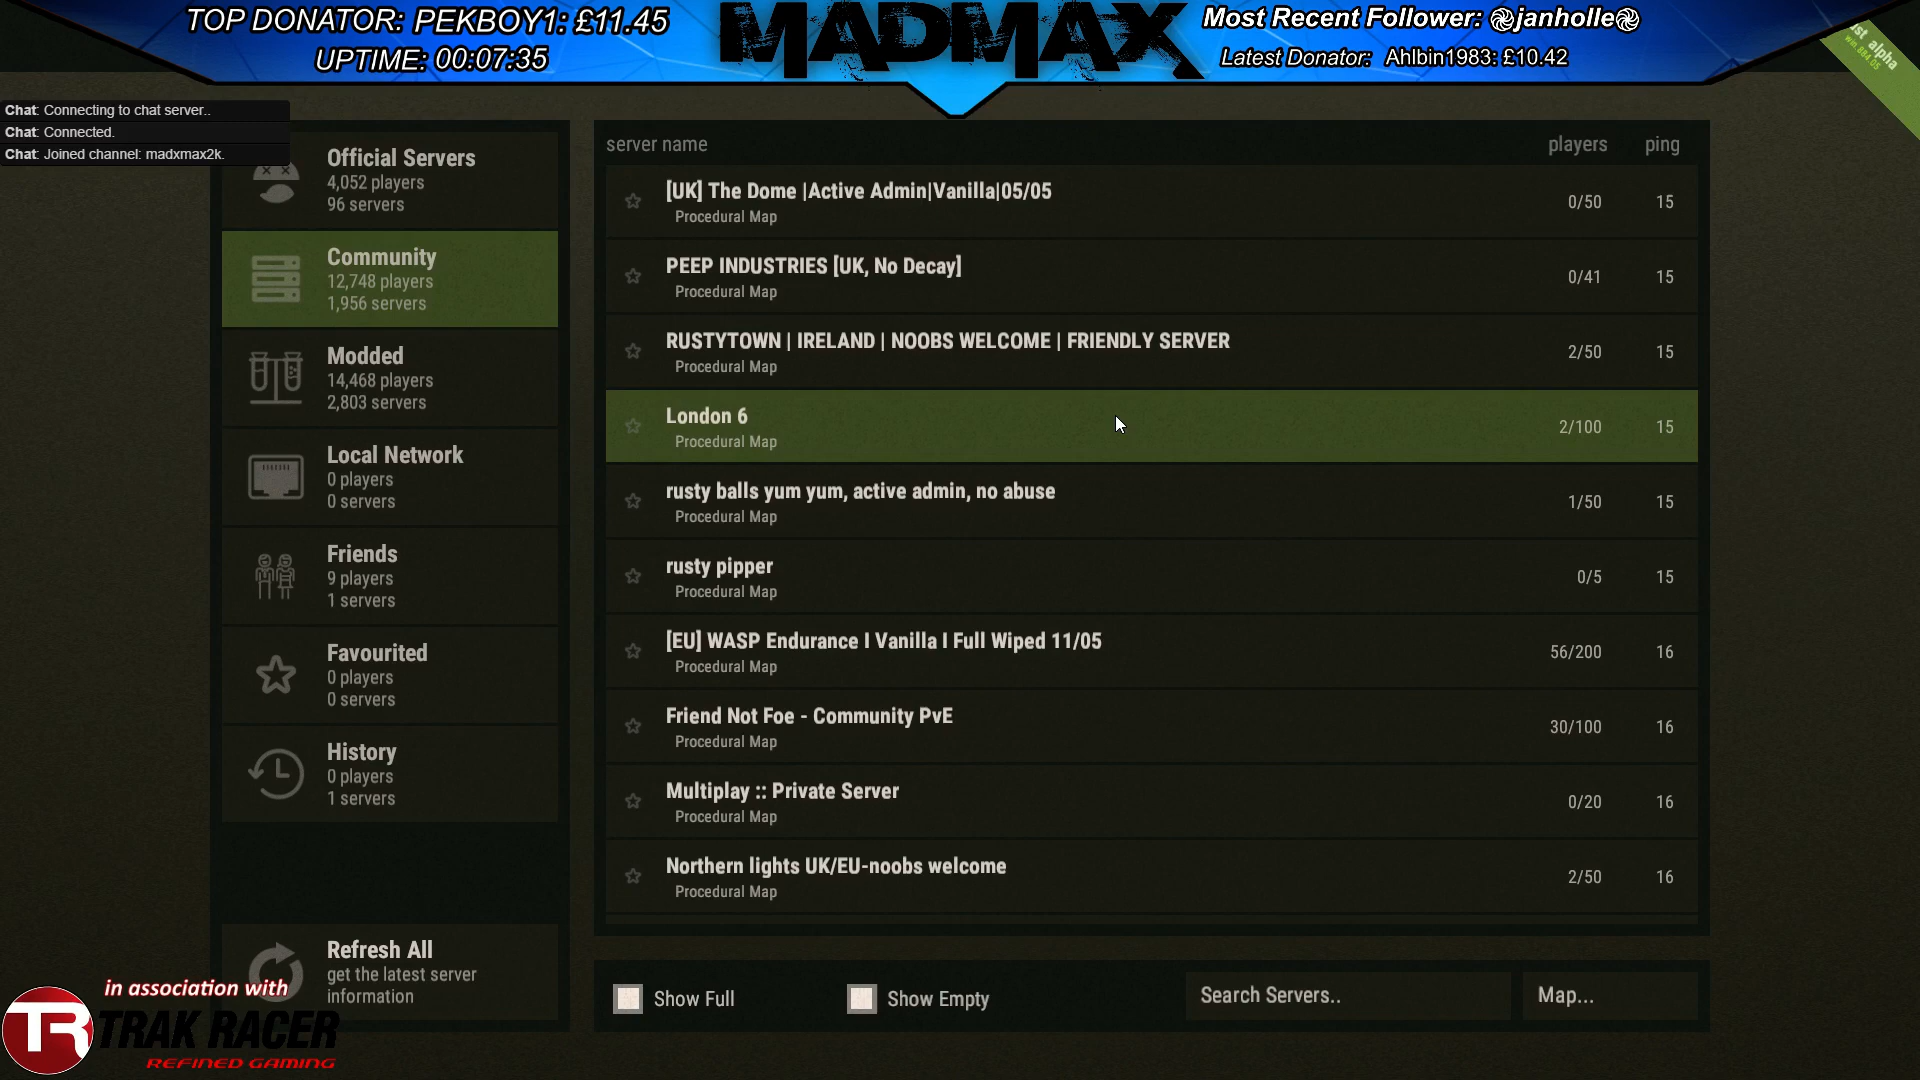 TOP DONATOR: PEKBOY1: £11.45
UPTIME: 00:07:35
MADMAX
Most Recent Follower: @janholle@
Latest Donator: Ahlbin1983: £10.42
alpha
Chat: Connecting to chat server..
Chat: Connected.
Chat: Joined channel: madxmax2k.
Official Servers
4,052 players
96 servers
Community
12,748 players
1,956 servers
Modded
14,468 players
2,803 servers
Local Network
0 players
0 servers
Friends
9 players
1 servers
Favourited
0 players
0 servers
History
0 players
1 servers
Refresh All
get the latest server
information
server name players ping
[UK] The Dome |Active Admin|Vanilla|05/05
Procedural Map 0/50 15
PEEP INDUSTRIES [UK, No Decay]
Procedural Map 0/41 15
RUSTYTOWN | IRELAND | NOOBS WELCOME | FRIENDLY SERVER
Procedural Map 2/50 15
London 6
Procedural Map 2/100 15
rusty balls yum yum, active admin, no abuse
Procedural Map 1/50 15
rusty pipper
Procedural Map 0/5 15
[EU] WASP Endurance I Vanilla I Full Wiped 11/05
Procedural Map 56/200 16
Friend Not Foe - Community PvE
Procedural Map 30/100 16
Multiplay :: Private Server
Procedural Map 0/20 16
Northern lights UK/EU-noobs welcome
Procedural Map 2/50 16
Show Full Show Empty Search Servers.. Map...
in association with
TR TRAK RACER
REFINED GAMING